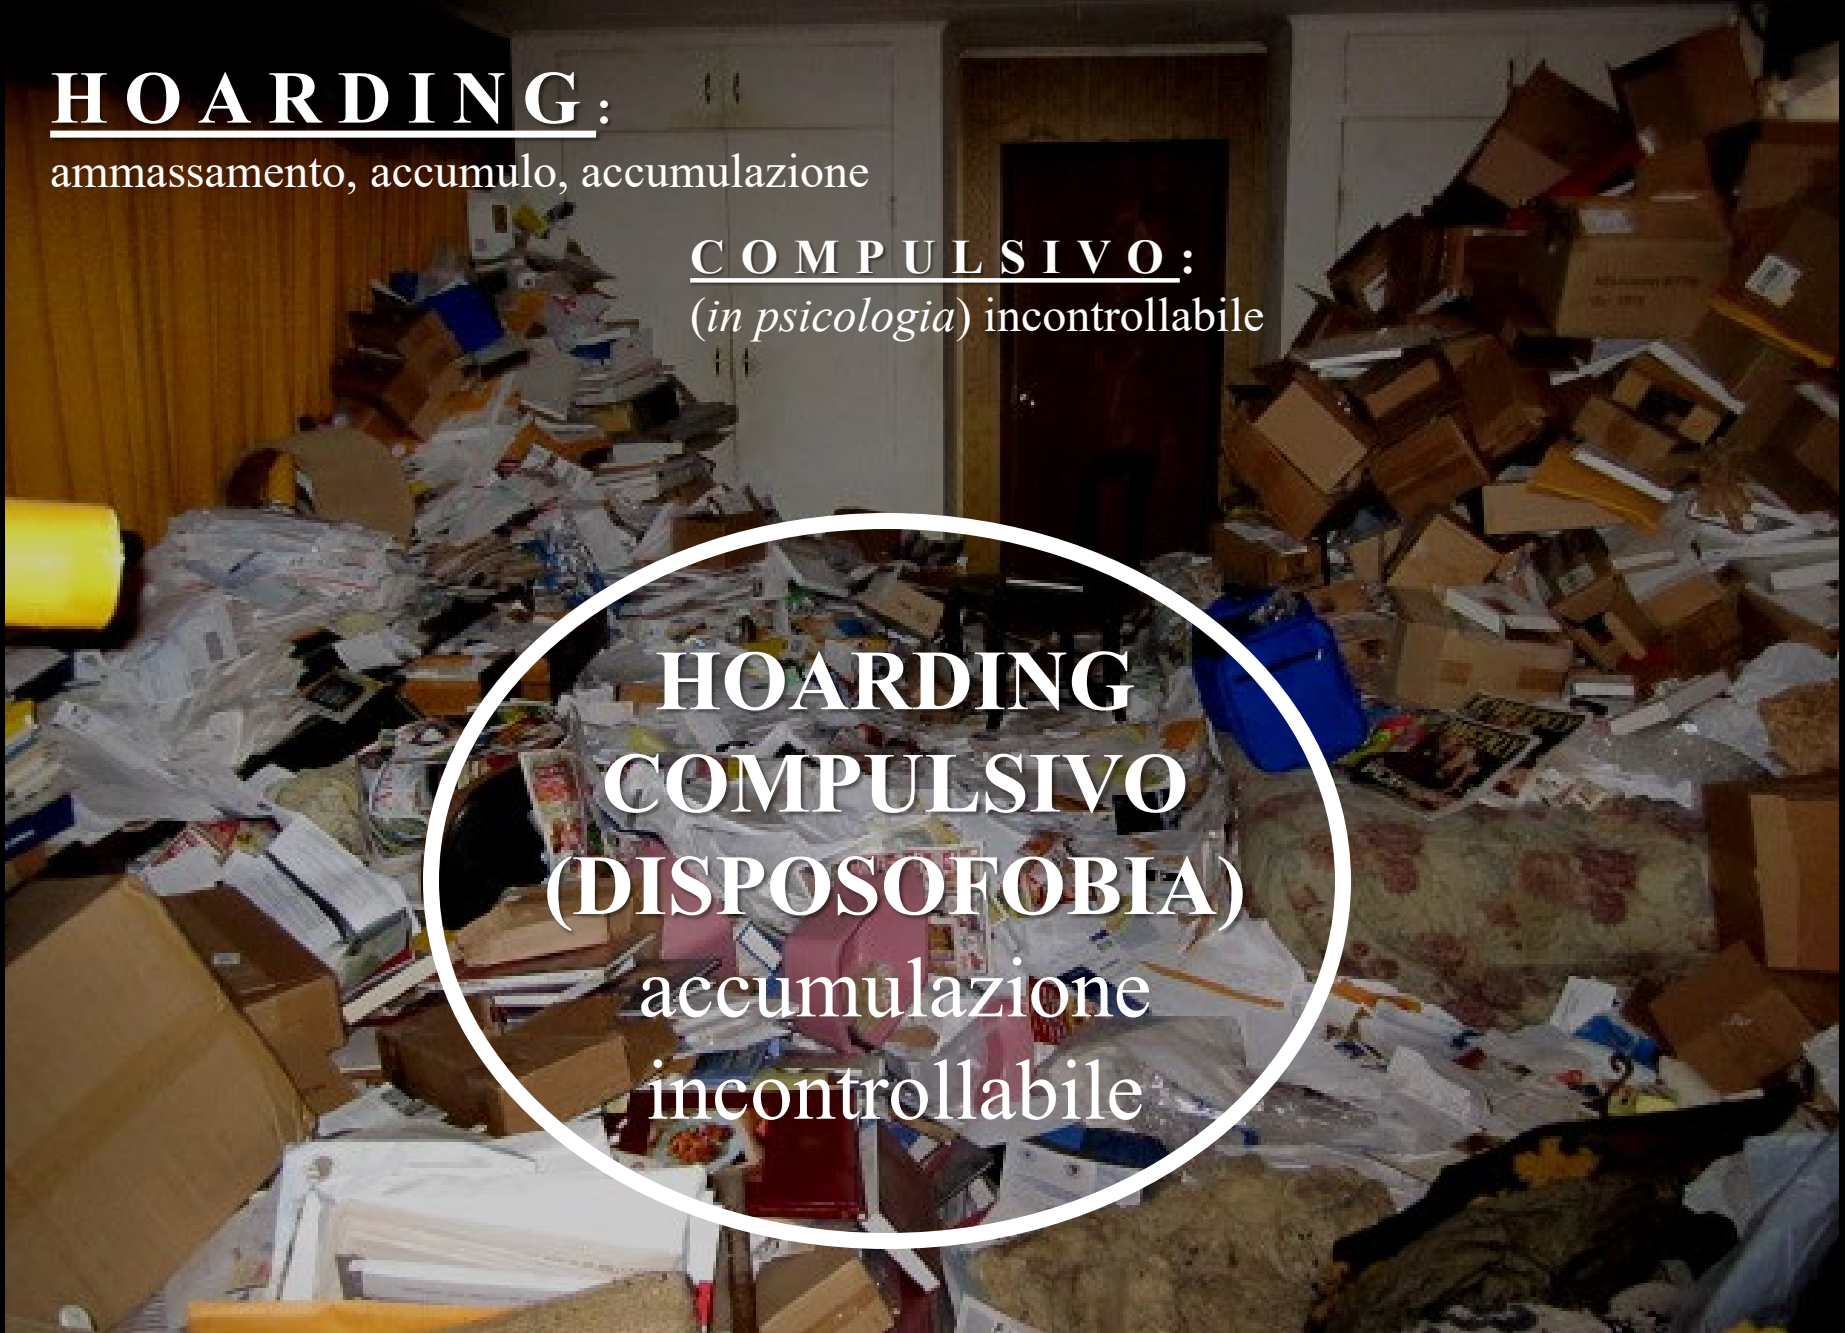 HOARDING:
ammassamento, accumulo, accumulazione
COMPULSIVO:
(in psicologia) incontrollabile
HOARDING
COMPULSIVO
(DISPOSOFOBIA)
accumulazione
incontrollabile